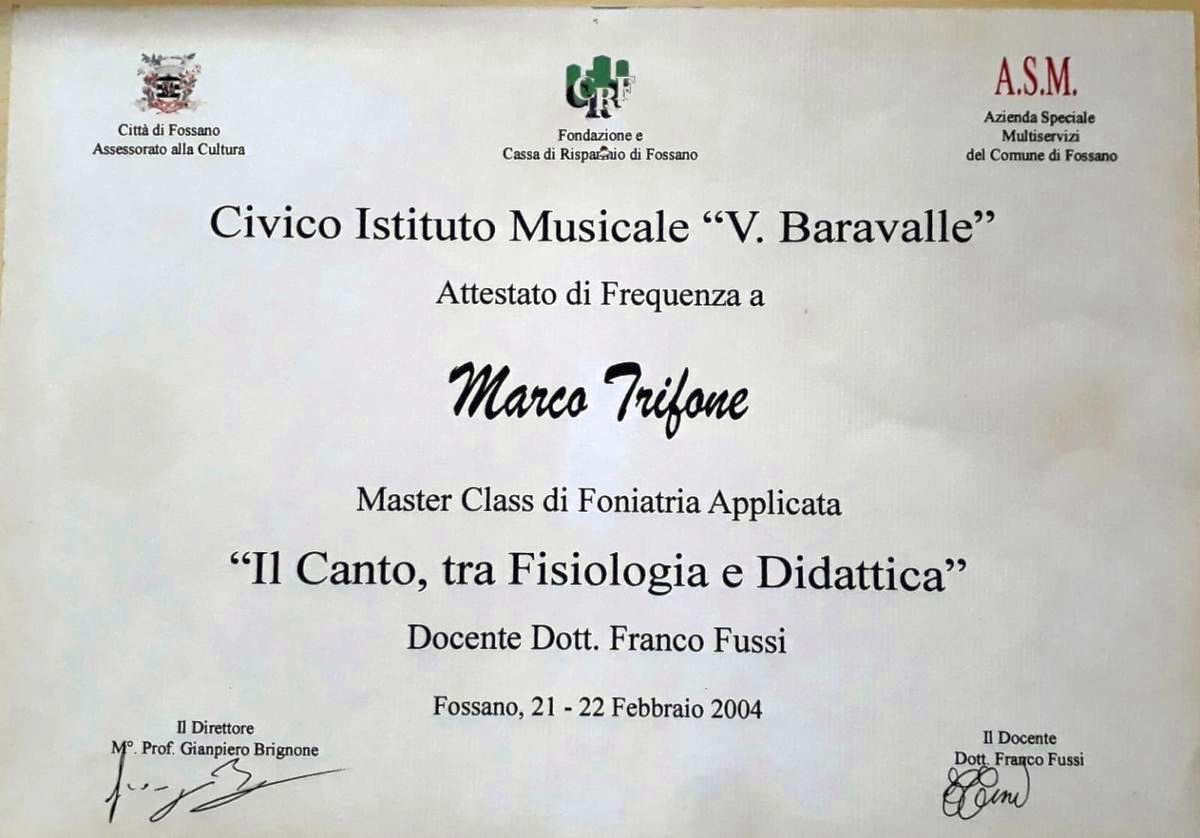 Città di Fossano
Assessorato alla Cultura
CRF
Fondazione e
Cassa di Risparmio di Fossano
A.S.M.
Azienda Speciale
Multiservizi
del Comune di Fossano
Civico Istituto Musicale “V. Baravalle”
Attestato di Frequenza a
Marco Trifone
Master Class di Foniatria Applicata
“Il Canto, tra Fisiologia e Didattica”
Docente Dott. Franco Fussi
Fossano, 21 - 22 Febbraio 2004
Il Direttore
M°. Prof. Gianpiero Brignone
Il Docente
Dott. Franco Fussi